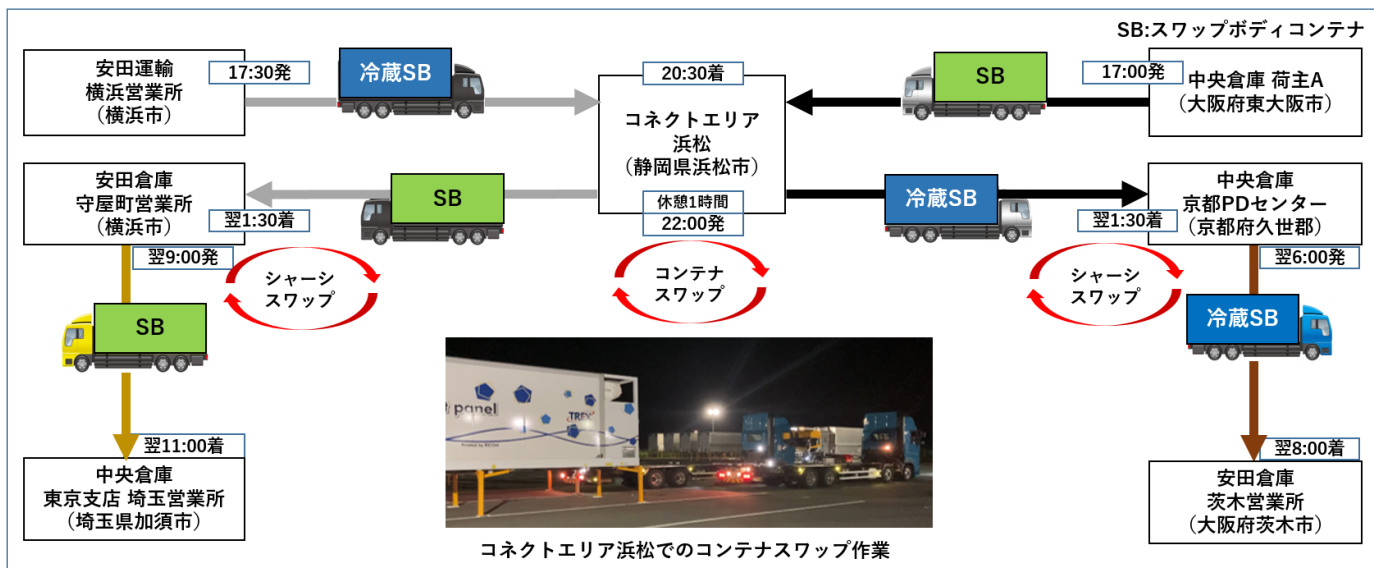 SB:スワップボディコンテナ
安田運輸
横浜営業所
（横浜市）
17:30発
冷蔵SB
20:30着
コネクトエリア
浜松
（静岡県浜松市）
休憩1時間
22:00発
SB
17:00発
中央倉庫 荷主A
（大阪府東大阪市）
安田倉庫
守屋町営業所
（横浜市）
翌1:30着
翌9:00発
SB
冷蔵SB
翌1:30着
中央倉庫
京都PDセンター
（京都府久世郡）
翌6:00発
シャーシ
スワップ
コンテナ
スワップ
シャーシ
スワップ
SB
冷蔵SB
panel
TREX
翌11:00着
中央倉庫
東京支店 埼玉営業所
（埼玉県加須市）
翌8:00着
安田倉庫
茨木営業所
（大阪府茨木市）
コネクトエリア浜松でのコンテナスワップ作業